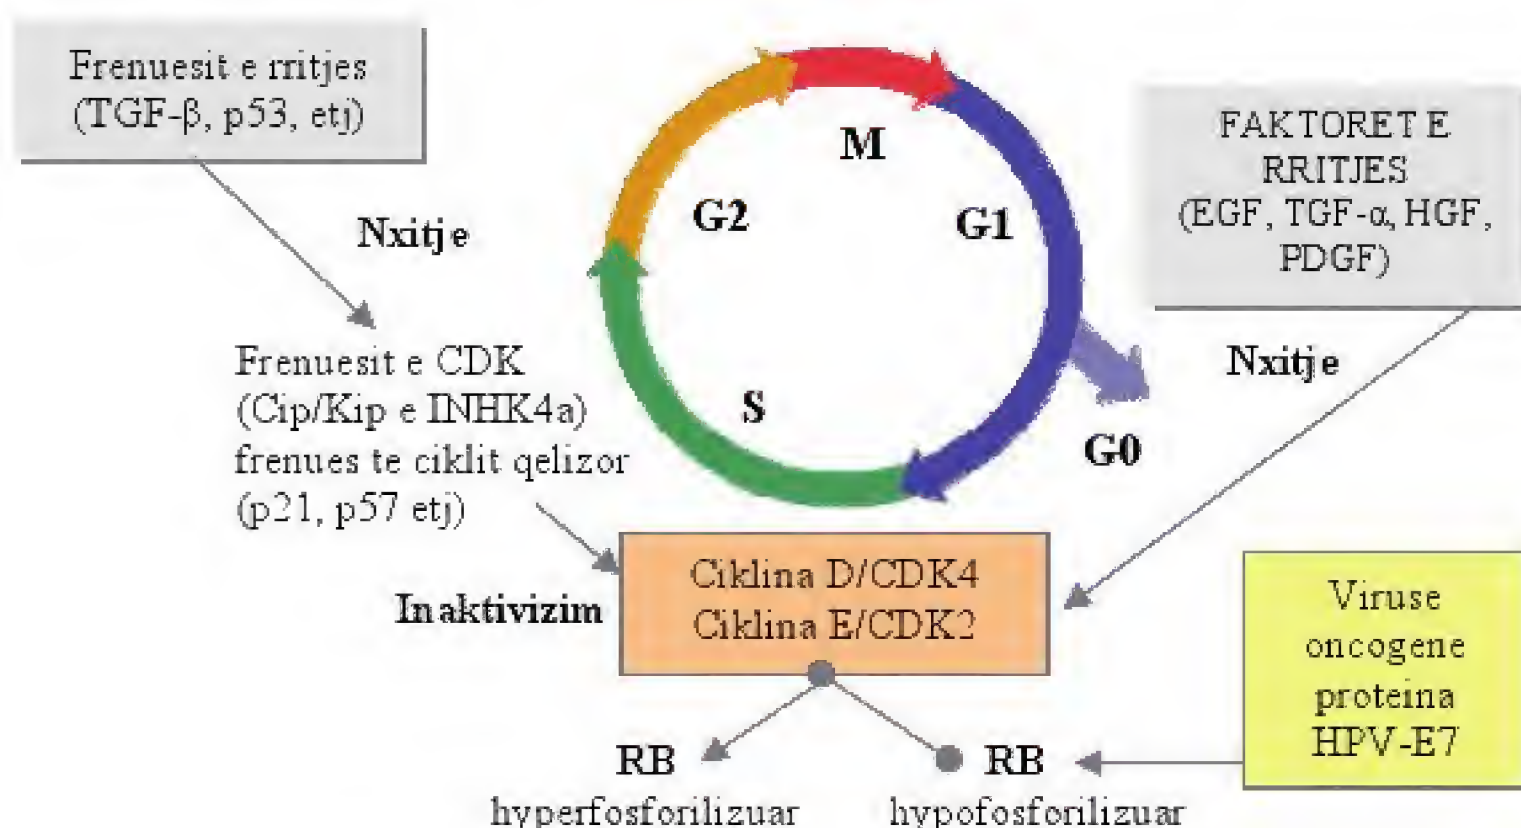 Frenuesit e rritjes
(TGF-β, p53, etj)
Nxitje
Frenuesit e CDK
(Cip/Kip e INHK4a)
frenues te ciklit qelizor
(p21, p57 etj)
Inaktivizim
M
G2
G1
S
G0
FAKTORET E
RRITJES
(EGF, TGF-α, HGF,
PDGF)
Nxitje
Ciklina D/CDK4
Ciklina E/CDK2
Viruse
oncogene
proteina
HPV-E7
RB
hyperfosforilizuar
RB
hypofosforilizuar